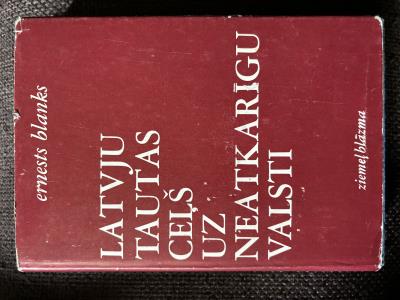 ernests blanks
LATVJU
TAUTAS
CEĻŠ
UZ
NEATKARĪGU
VALSTI
ziemeļblāzma